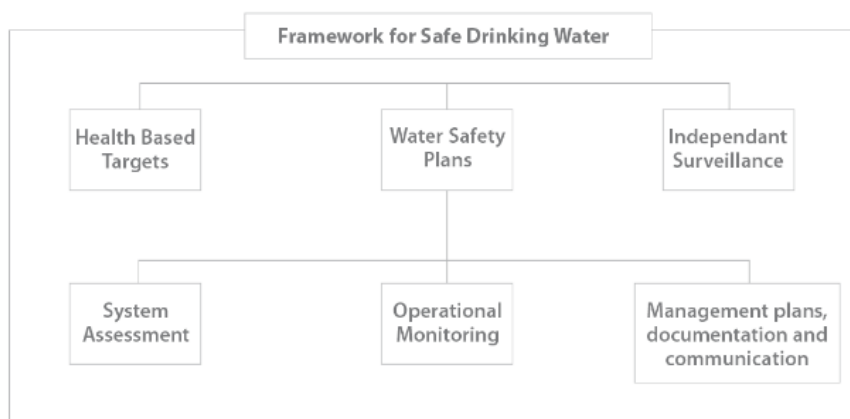 Framework for Safe Drinking Water
Health Based
Targets
Water Safety
Plans
Independant
Surveillance
System
Assessment
Operational
Monitoring
Management plans,
documentation and
communication